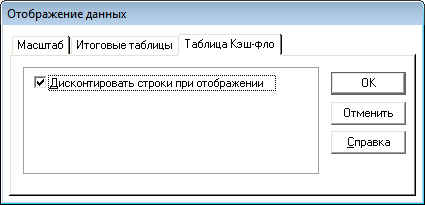 Отображение данных
Масштаб Итоговые таблицы Таблица Кэш-фло
Дисконтировать строки при отображении
OK
Отменить
Справка